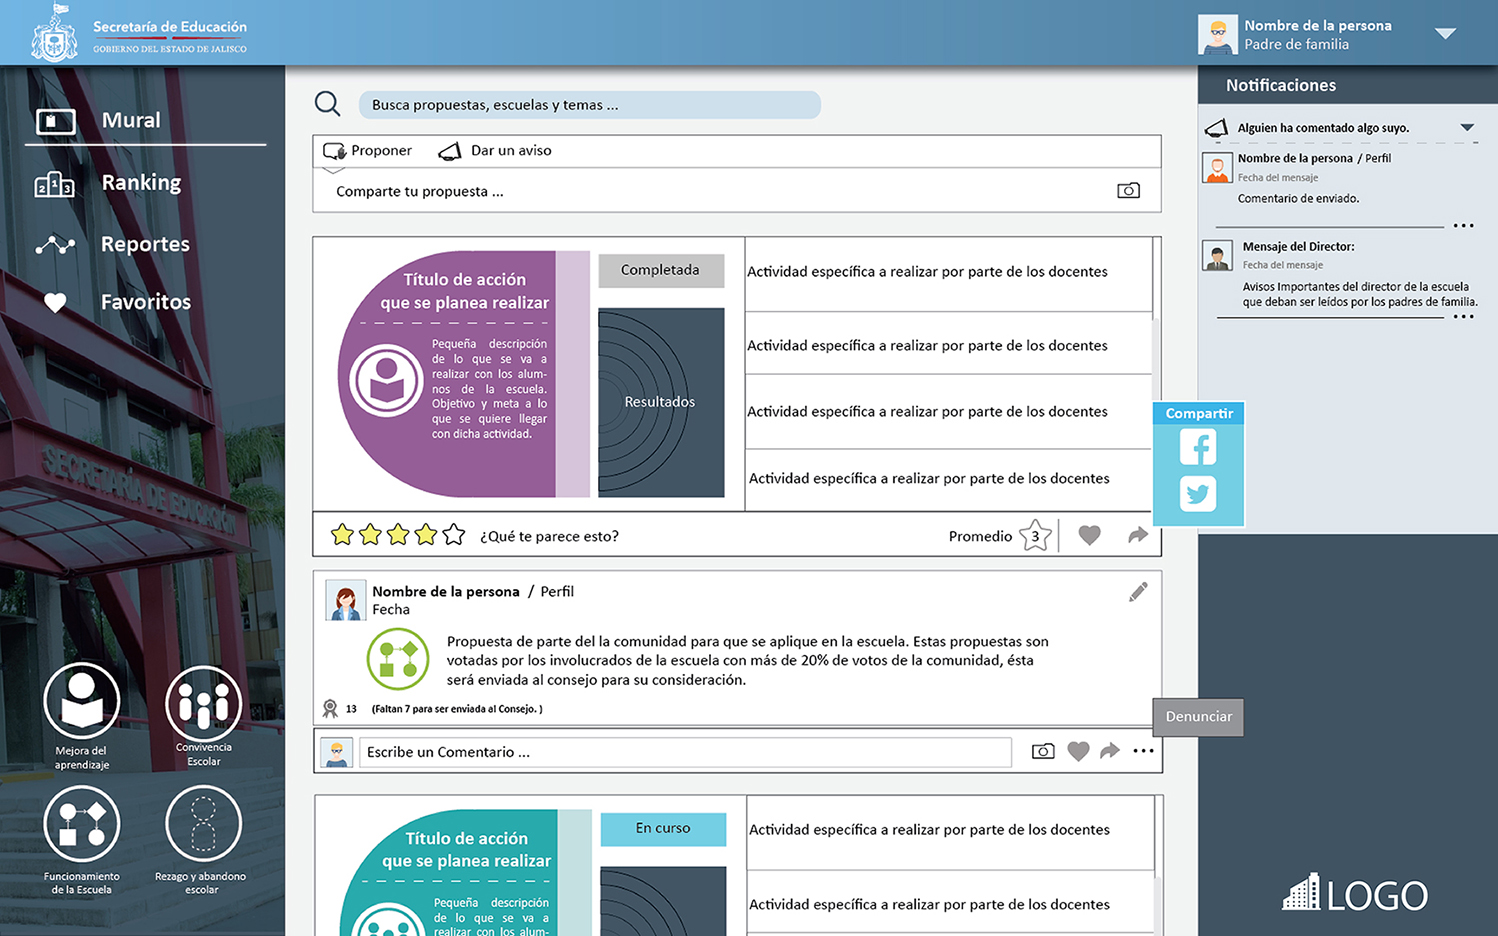 Secretaría de Educación
GOBIERNO DEL ESTADO DE JALISCO
Nombre de la persona
Padre de familia
Mural
Ranking
2 1 3
Reportes
Favoritos
SECRETARÍA DE EDUCACIÓN
Mejora del
aprendizaje
Convivencia
Escolar
Funcionamiento
de la Escuela
Rezago y abandono
escolar
Busca propuestas, escuelas y temas ...
Proponer
Dar un aviso
Comparte tu propuesta ...
Título de acción
que se planea realizar
Pequeña descripción
de lo que se va a
realizar con los alum-
nos de la escuela.
Objetivo y meta a lo
que se quiere llegar
con dicha actividad.
Completada
Resultados
Actividad específica a realizar por parte de los docentes
Actividad específica a realizar por parte de los docentes
Actividad específica a realizar por parte de los docentes
Actividad específica a realizar por parte de los docentes
¿Qué te parece esto?
Promedio 3
Compartir
Nombre de la persona / Perfil
Fecha
Propuesta de parte del la comunidad para que se aplique en la escuela. Estas propuestas son
votadas por los involucrados de la escuela con más de 20% de votos de la comunidad, ésta
será enviada al consejo para su consideración.
13 (Faltan 7 para ser enviada al Consejo. )
Denunciar
Escribe un Comentario ...
Título de acción
que se planea realizar
Pequeña descripción
de lo que se va a
realizar con los alum-
En curso
Actividad específica a realizar por parte de los docentes
Actividad específica a realizar por parte de los docentes
Notificaciones
Alguien ha comentado algo suyo.
Nombre de la persona / Perfil
Fecha del mensaje
Comentario de enviado.
Mensaje del Director:
Fecha del mensaje
Avisos Importantes del director de la escuela
que deban ser leídos por los padres de familia.
LOGO